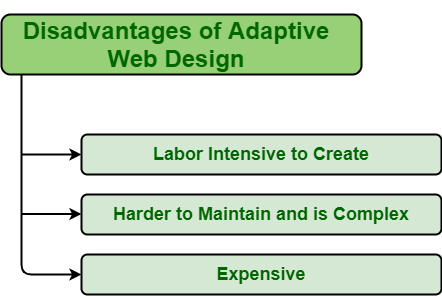 Disadvantages of Adaptive
Web Design
Labor Intensive to Create
Harder to Maintain and is Complex
Expensive